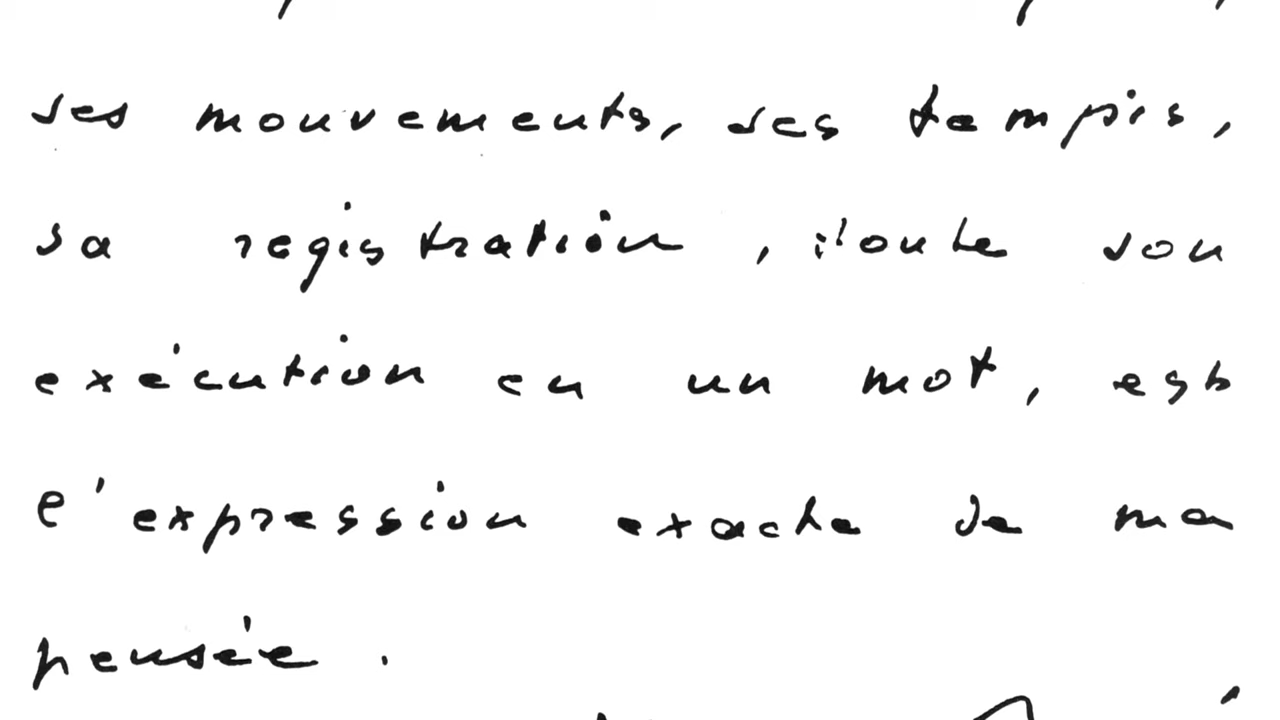 ses mouvements, ses tempis,
sa registration, toute son
exécution en un mot, est
l'expression exacte de ma
pensée.